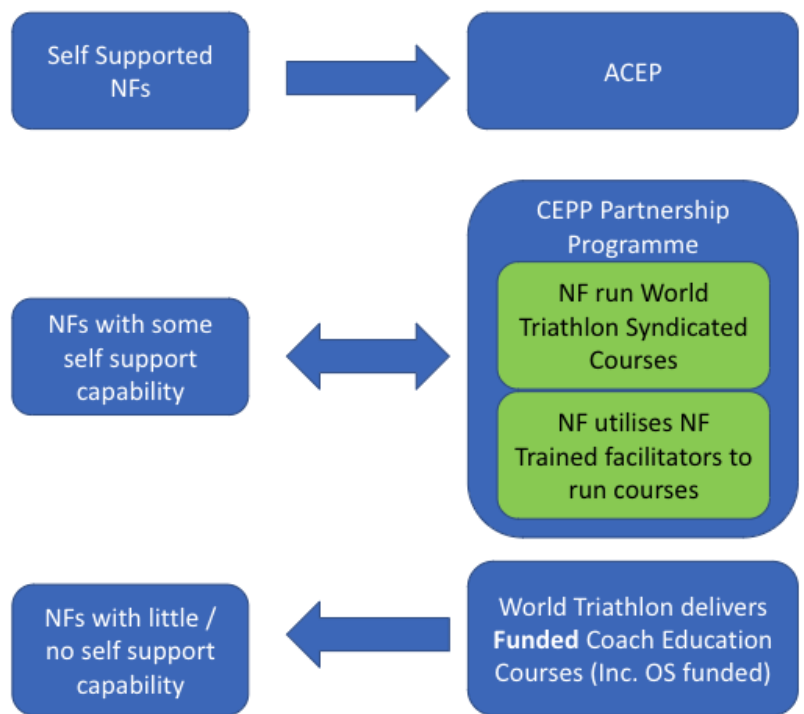 Self Supported
NFs
ACEP
CEPP Partnership
Programme
NF run World
Triathlon Syndicated
Courses
NFs with some
self support
capability
NF utilises NF
Trained facilitators to
run courses
NFs with little /
no self support
capability
World Triathlon delivers
Funded Coach Education
Courses (Inc. OS funded)